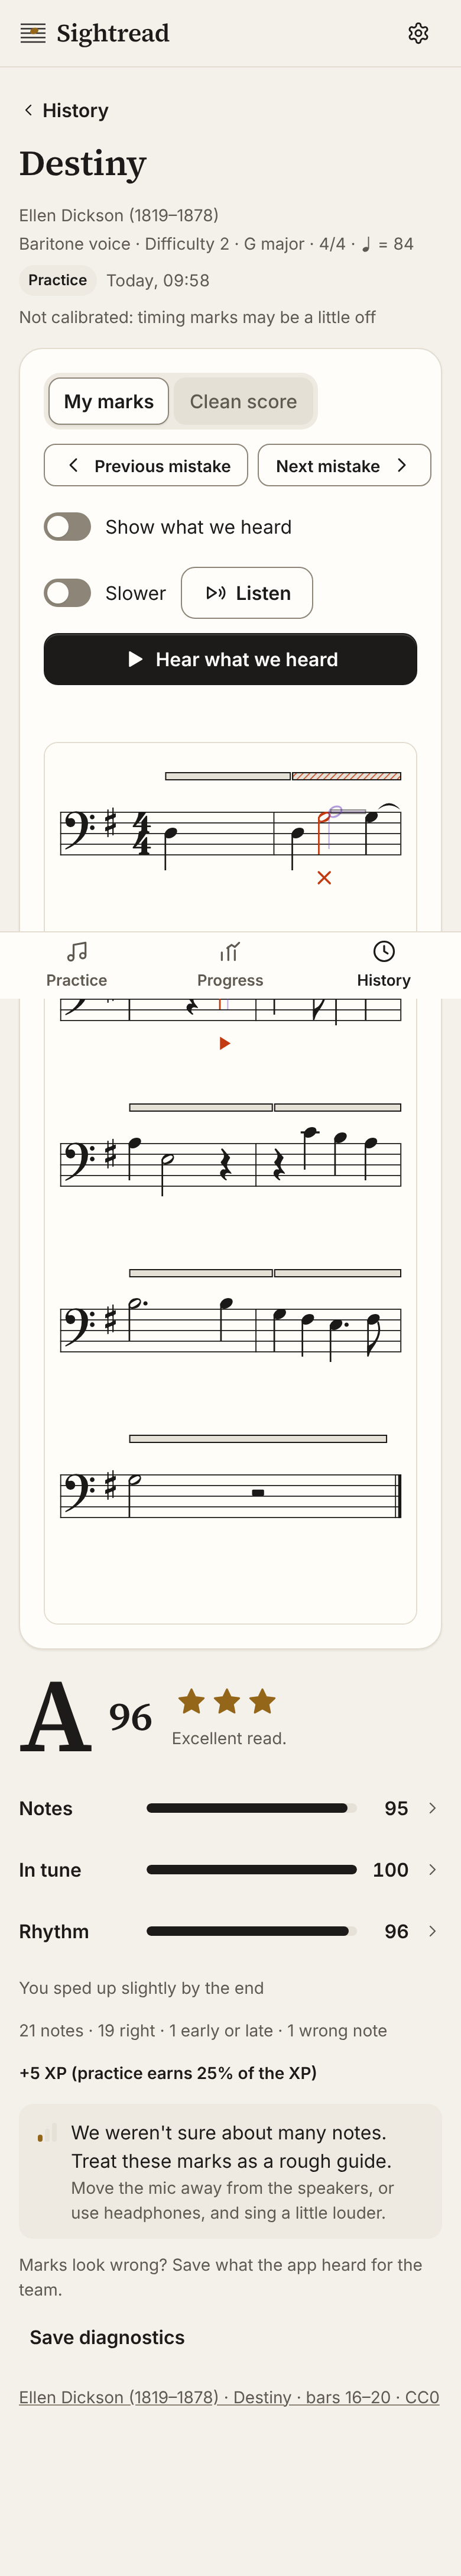 Sightread
History
Destiny
Ellen Dickson (1819–1878)
Baritone voice · Difficulty 2 · G major · 4/4 · ♩ = 84
Practice Today, 09:58
Not calibrated: timing marks may be a little off
My marks Clean score
Previous mistake Next mistake
Show what we heard
Slower Listen
Hear what we heard
4
4
Practice Progress History
A 96
Excellent read.
Notes 95
In tune 100
Rhythm 96
You sped up slightly by the end
21 notes · 19 right · 1 early or late · 1 wrong note
+5 XP (practice earns 25% of the XP)
We weren't sure about many notes.
Treat these marks as a rough guide.
Move the mic away from the speakers, or
use headphones, and sing a little louder.
Marks look wrong? Save what the app heard for the
team.
Save diagnostics
Ellen Dickson (1819–1878) · Destiny · bars 16–20 · CC0